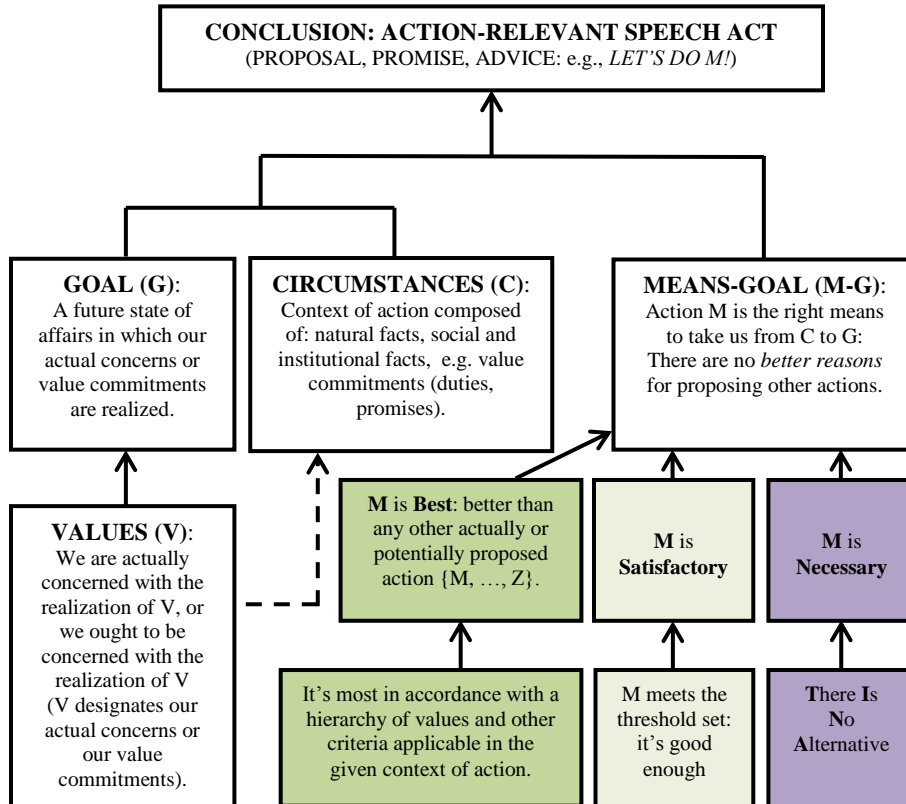 CONCLUSION: ACTION-RELEVANT SPEECH ACT
(PROPOSAL, PROMISE, ADVICE: e.g., LET'S DO M!)
GOAL (G):
A future state of
affairs in which our
actual concerns or
value commitments
are realized.
CIRCUMSTANCES (C):
Context of action composed
of: natural facts, social and
institutional facts, e.g. value
commitments (duties,
promises).
MEANS-GOAL (M-G):
Action M is the right means
to take us from C to G:
There are no better reasons
for proposing other actions.
VALUES (V):
We are actually
concerned with the
realization of V, or
we ought to be
concerned with the
realization of V
(V designates our
actual concerns or
our value
commitments).
M is Best: better than
any other actually or
potentially proposed
action {M, …, Z}.
M is
Satisfactory
M is
Necessary
It's most in accordance with a
hierarchy of values and other
criteria applicable in the
given context of action.
M meets the
threshold set:
it's good
enough
There Is
No
Alternative